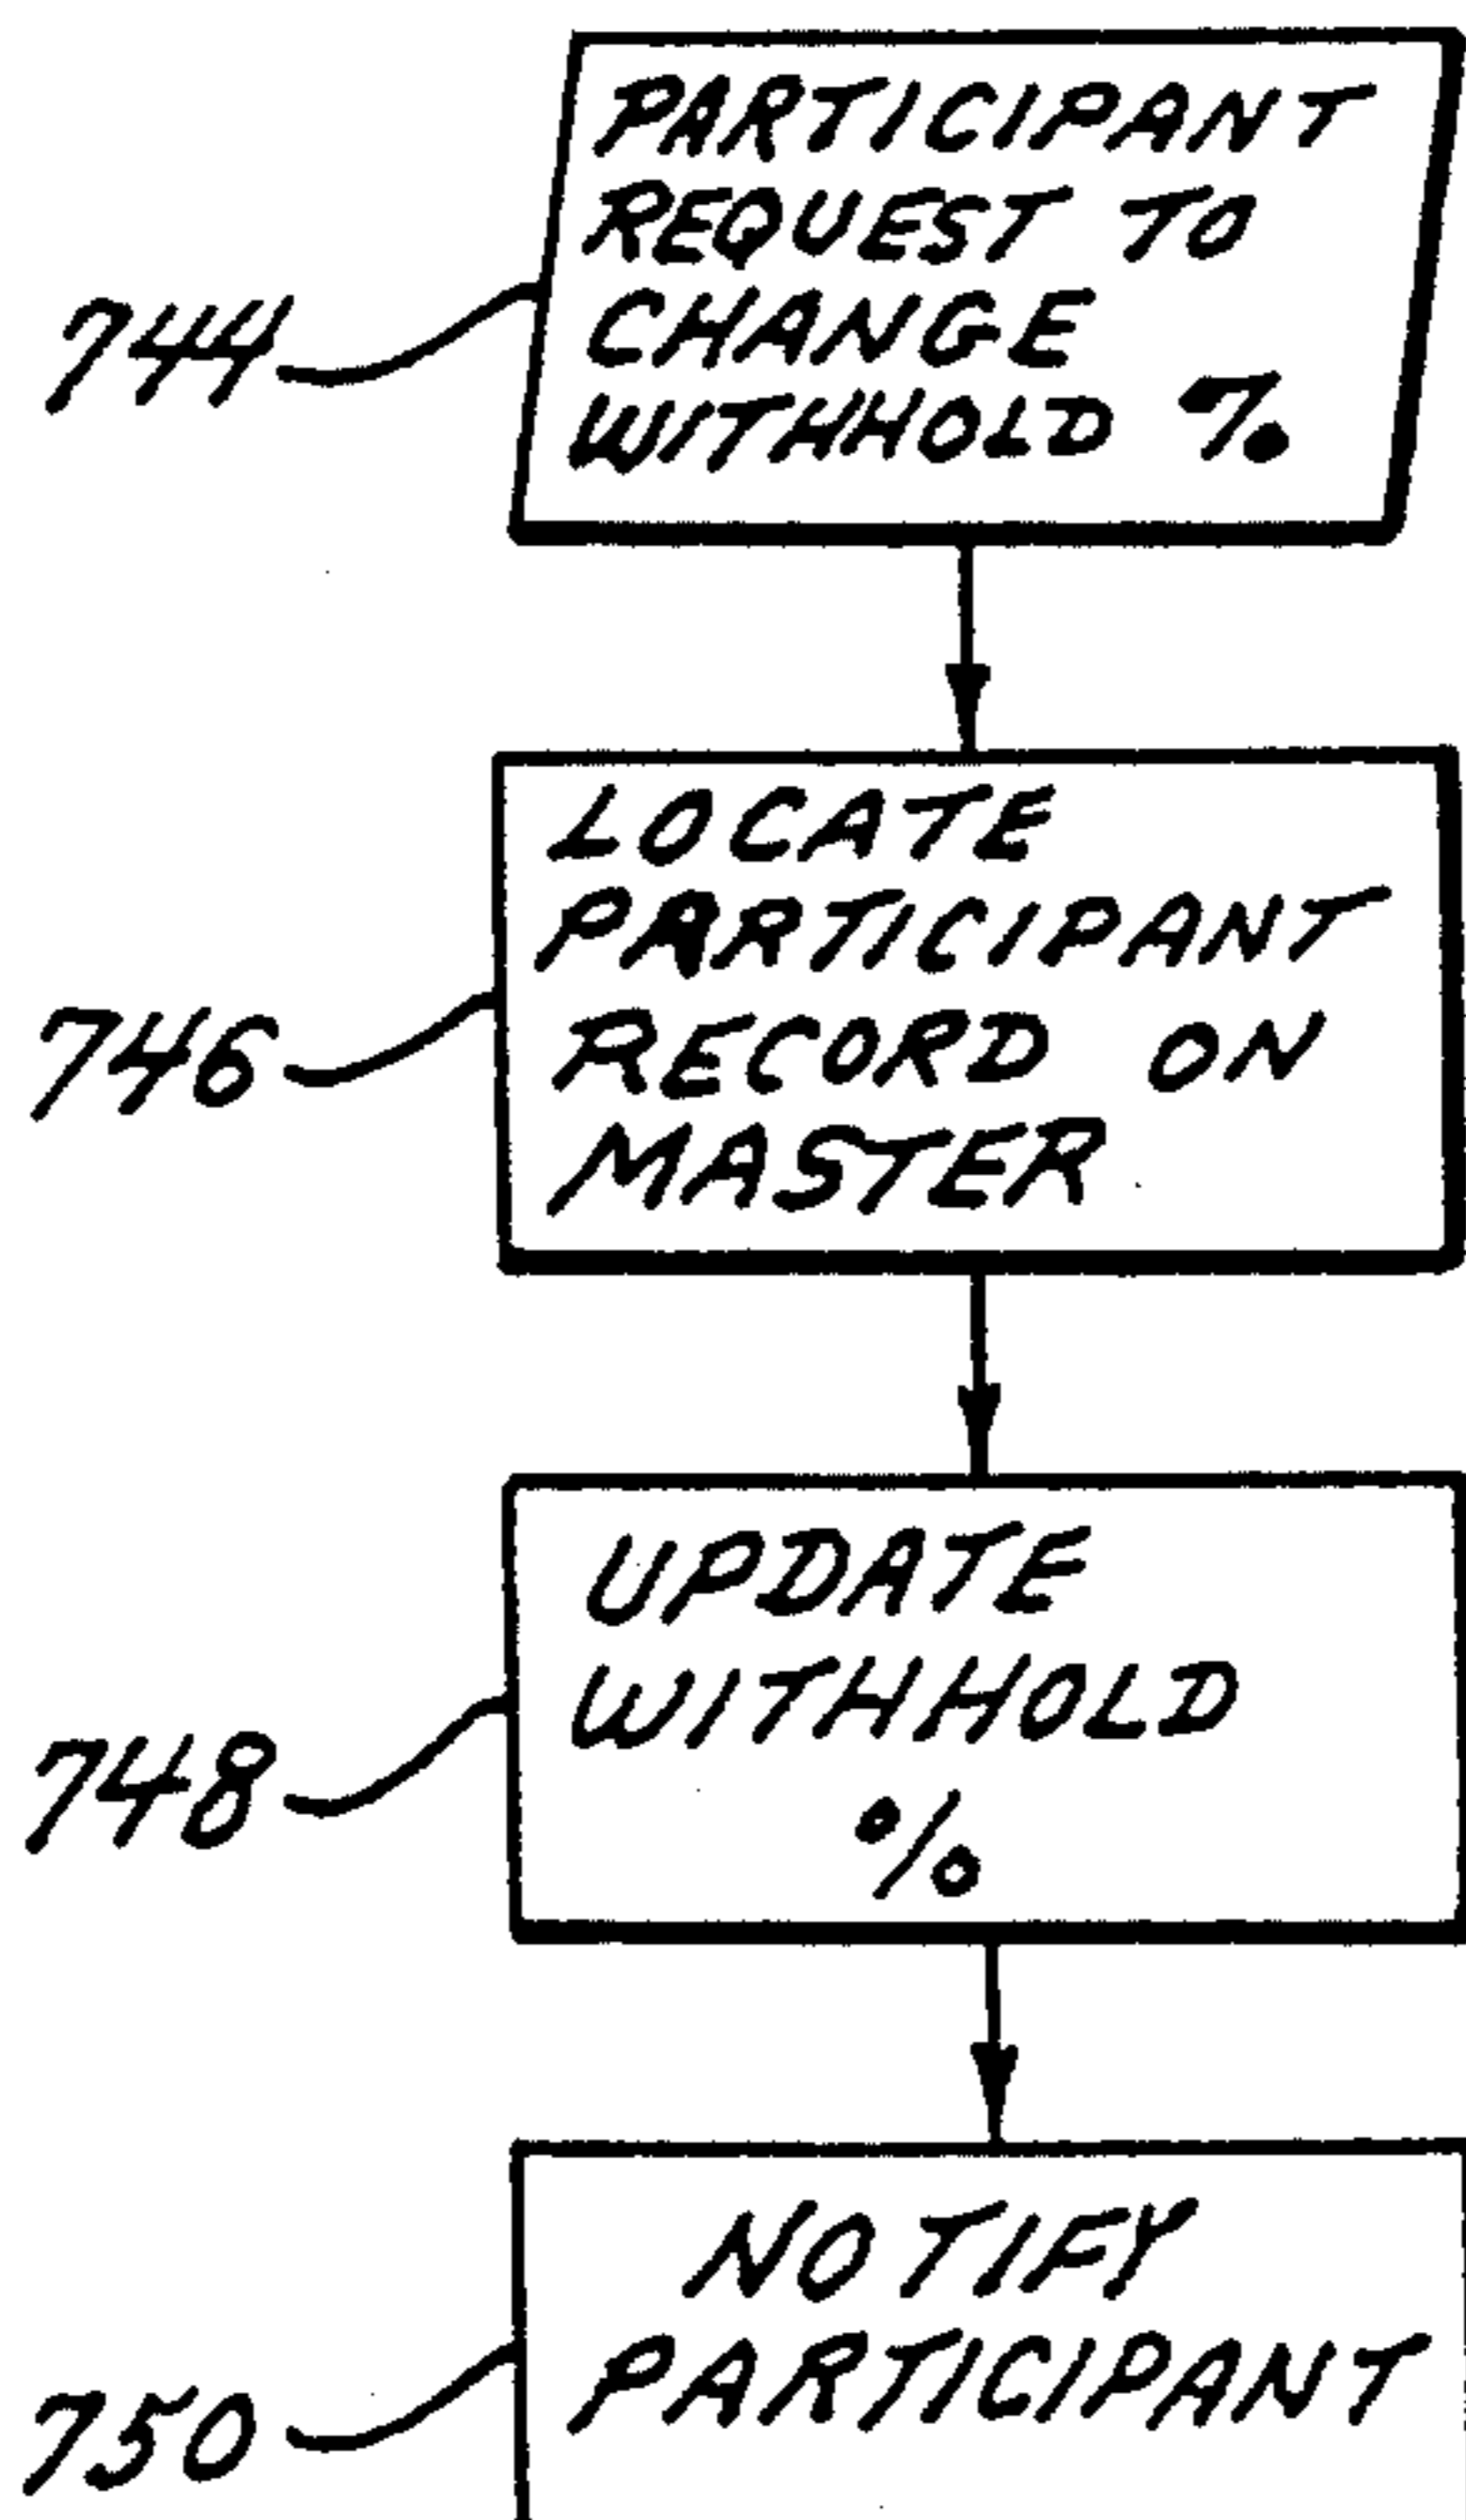 PARTICIPANT
REQUEST TO
CHANGE
WITHHOLD %
744
LOCATE
PARTICIPANT
RECORD ON
MASTER
746
UPDATE
WITHHOLD
%
748
NOTIFY
PARTICIPANT
750